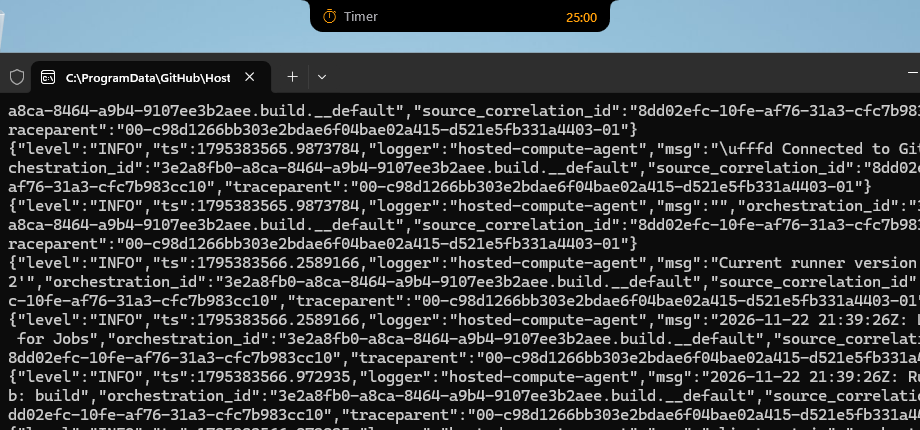 Timer 25:00
C:\ProgramData\GitHub\Host
a8ca-8464-a9b4-9107ee3b2aee.build.__default","source_correlation_id":"8dd02efc-10fe-af76-31a3-cfc7b983
raceparent":"00-c98d1266bb303e2bdae6f04bae02a415-d521e5fb331a4403-01"}
{"level":"INFO","ts":1795383565.9873784,"logger":"hosted-compute-agent","msg":"\ufffd Connected to Git
chestration_id":"3e2a8fb0-a8ca-8464-a9b4-9107ee3b2aee.build.__default","source_correlation_id":"8dd02
af76-31a3-cfc7b983cc10","traceparent":"00-c98d1266bb303e2bdae6f04bae02a415-d521e5fb331a4403-01"}
{"level":"INFO","ts":1795383565.9873784,"logger":"hosted-compute-agent","msg":"","orchestration_id":"
a8ca-8464-a9b4-9107ee3b2aee.build.__default","source_correlation_id":"8dd02efc-10fe-af76-31a3-cfc7b983
raceparent":"00-c98d1266bb303e2bdae6f04bae02a415-d521e5fb331a4403-01"}
{"level":"INFO","ts":1795383566.2589166,"logger":"hosted-compute-agent","msg":"Current runner version
2'","orchestration_id":"3e2a8fb0-a8ca-8464-a9b4-9107ee3b2aee.build.__default","source_correlation_id"
c-10fe-af76-31a3-cfc7b983cc10","traceparent":"00-c98d1266bb303e2bdae6f04bae02a415-d521e5fb331a4403-01"
{"level":"INFO","ts":1795383566.2589166,"logger":"hosted-compute-agent","msg":"2026-11-22 21:39:26Z:
for Jobs","orchestration_id":"3e2a8fb0-a8ca-8464-a9b4-9107ee3b2aee.build.__default","source_correlati
8dd02efc-10fe-af76-31a3-cfc7b983cc10","traceparent":"00-c98d1266bb303e2bdae6f04bae02a415-d521e5fb331a4
{"level":"INFO","ts":1795383566.972935,"logger":"hosted-compute-agent","msg":"2026-11-22 21:39:26Z: Ru
b: build","orchestration_id":"3e2a8fb0-a8ca-8464-a9b4-9107ee3b2aee.build.__default","source_correlatio
dd02efc-10fe-af76-31a3-cfc7b983cc10","traceparent":"00-c98d1266bb303e2bdae6f04bae02a415-d521e5fb331a44